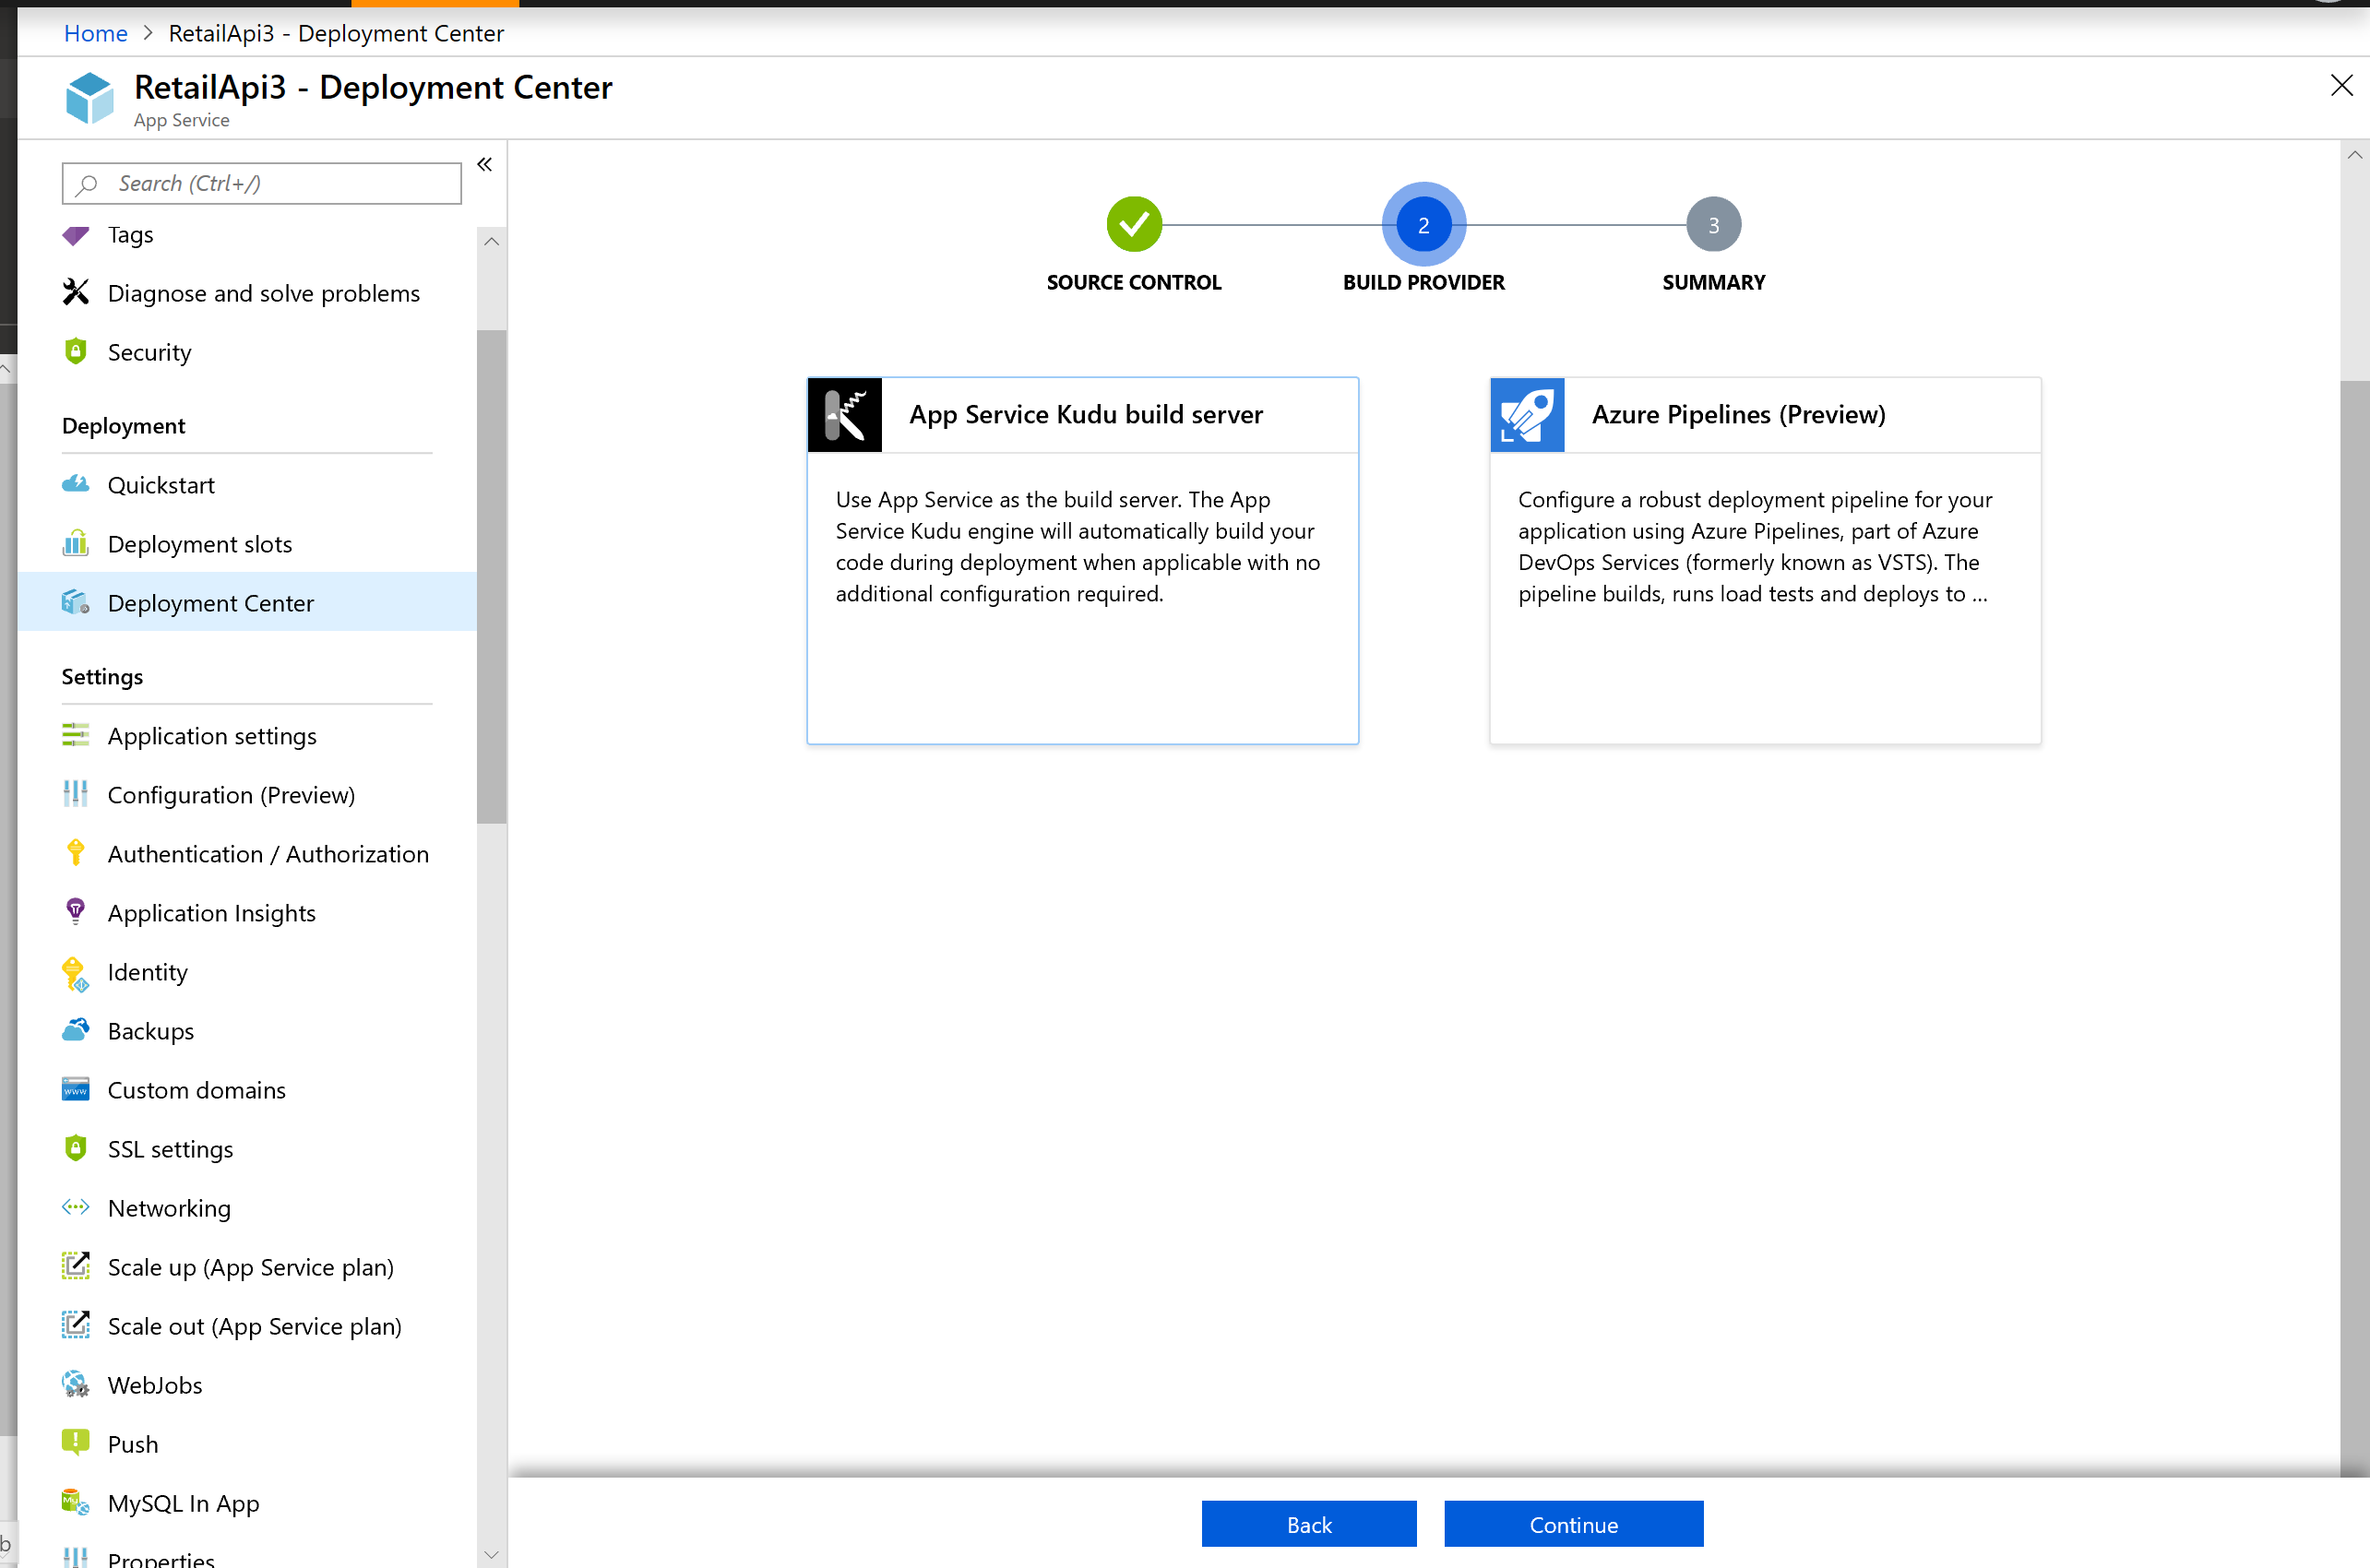 Home > RetailApi3 - Deployment Center
RetailApi3 - Deployment Center
App Service
Search (Ctrl+/)
Tags
Diagnose and solve problems
Security
Deployment
Quickstart
Deployment slots
Deployment Center
Settings
Application settings
Configuration (Preview)
Authentication / Authorization
Application Insights
Identity
Backups
Custom domains
SSL settings
Networking
Scale up (App Service plan)
Scale out (App Service plan)
WebJobs
Push
MySQL In App
Properties
2
3
SOURCE CONTROL
BUILD PROVIDER
SUMMARY
App Service Kudu build server
Use App Service as the build server. The App
Service Kudu engine will automatically build your
code during deployment when applicable with no
additional configuration required.
Azure Pipelines (Preview)
Configure a robust deployment pipeline for your
application using Azure Pipelines, part of Azure
DevOps Services (formerly known as VSTS). The
pipeline builds, runs load tests and deploys to ...
Back
Continue